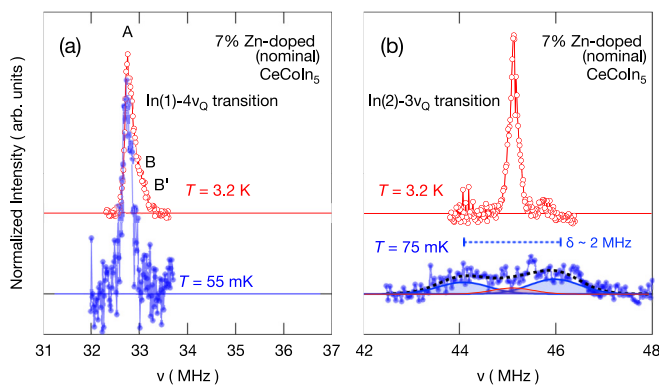 (a)
A
7% Zn-doped
(nominal)
CeCoIn₅
In(1)-4νQ transition
B
B'
T = 3.2 K
T = 55 mK
31 32 33 34 35 36 37
ν ( MHz )
Normalized Intensity ( arb. units )
(b)
7% Zn-doped
(nominal)
CeCoIn₅
In(2)-3νQ transition
T = 3.2 K
T = 75 mK
δ ~ 2 MHz
42 44 46 48
ν ( MHz )